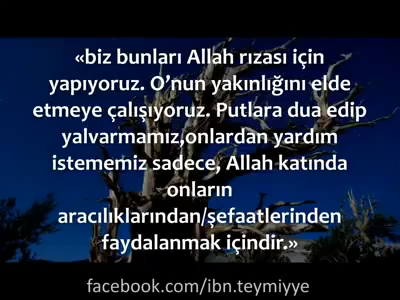 «biz bunları Allah rızası için
yapıyoruz. O’nun yakınlığını elde
etmeye çalışıyoruz. Putlara dua edip
yalvarmamız,onlardan yardım
istememiz sadece, Allah katında
onların
aracılıklarından/şefaatlerinden
faydalanmak içindir.»
facebook.com/ibn.teymiyye